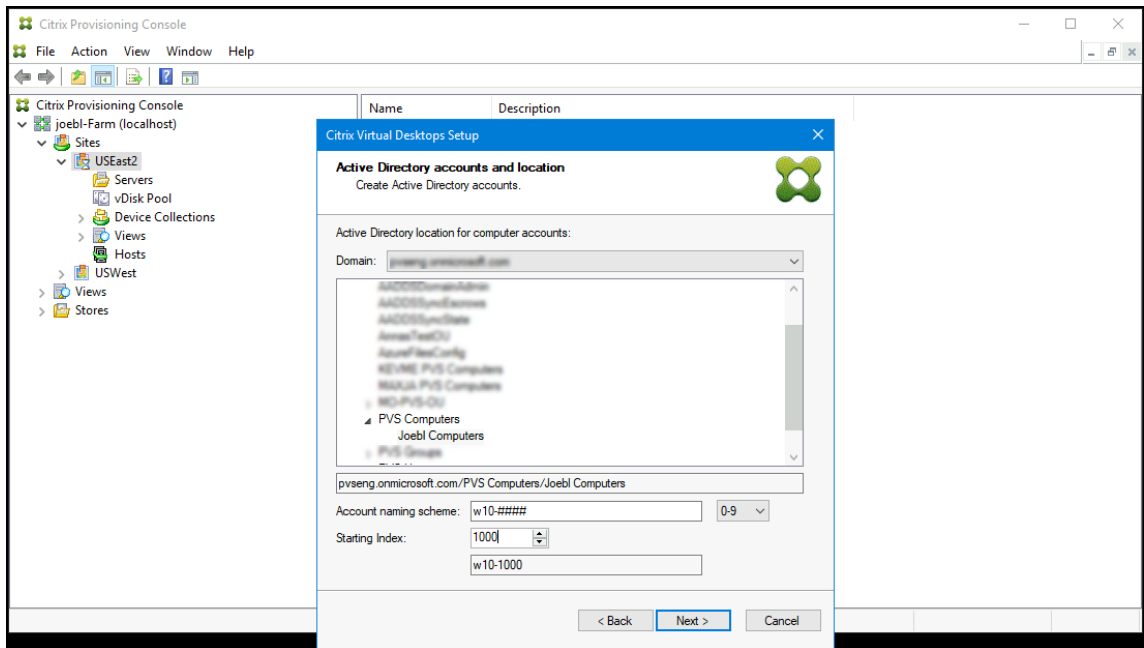 Citrix Provisioning Console
File Action View Window Help
Citrix Provisioning Console
joebl-Farm (localhost)
Sites
USEast2
Servers
vDisk Pool
Device Collections
Views
Hosts
USWest
Views
Stores
Name Description
Citrix Virtual Desktops Setup
Active Directory accounts and location
Create Active Directory accounts.
Active Directory location for computer accounts:
Domain:
PVS Computers
Joebl Computers
pvseng.onmicrosoft.com/PVS Computers/Joebl Computers
Account naming scheme: w10-#### 0-9
Starting Index: 1000
w10-1000
< Back Next > Cancel